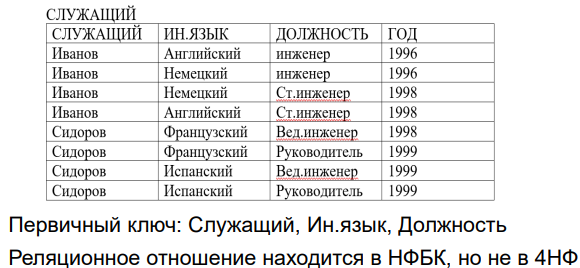 СЛУЖАЩИЙ
СЛУЖАЩИЙ ИН.ЯЗЫК ДОЛЖНОСТЬ ГОД
Иванов Английский инженер 1996
Иванов Немецкий инженер 1996
Иванов Немецкий Ст.инженер 1998
Иванов Английский Ст.инженер 1998
Сидоров Французский Вед.инженер 1998
Сидоров Французский Руководитель 1999
Сидоров Испанский Вед.инженер 1999
Сидоров Испанский Руководитель 1999
Первичный ключ: Служащий, Ин.язык, Должность
Реляционное отношение находится в НФБК, но не в 4НФ